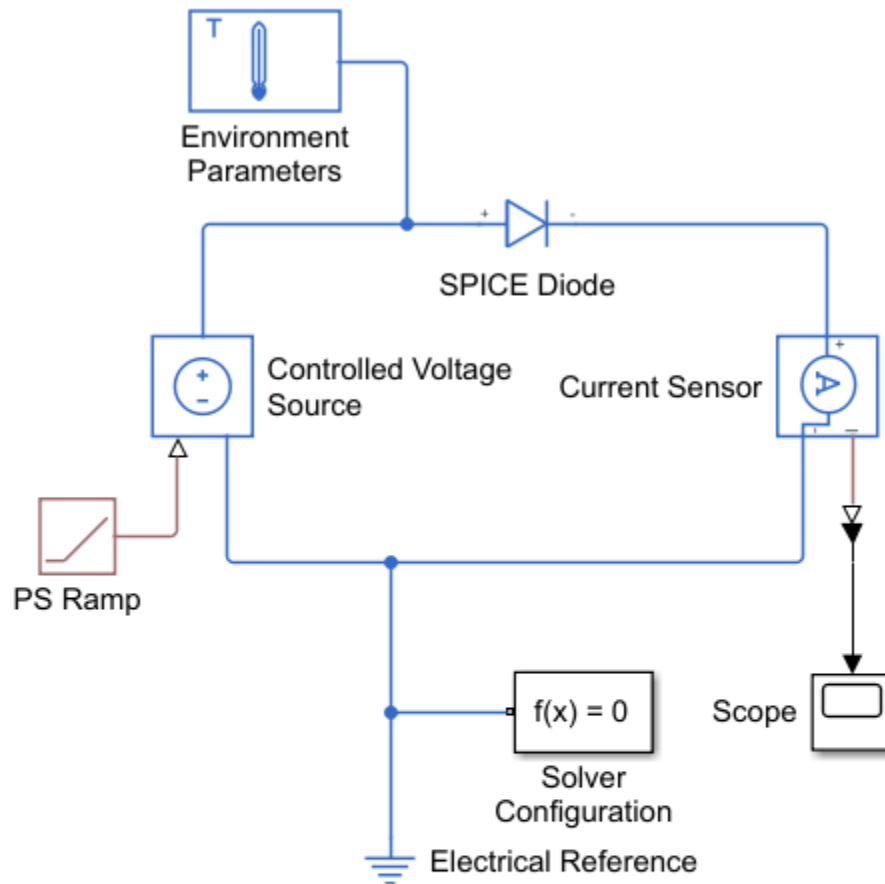 T
Environment
Parameters
+ -
SPICE Diode
+
-
Controlled Voltage
Source
Current Sensor
+
A
- I
PS Ramp
f(x) = 0
Scope
Solver
Configuration
Electrical Reference